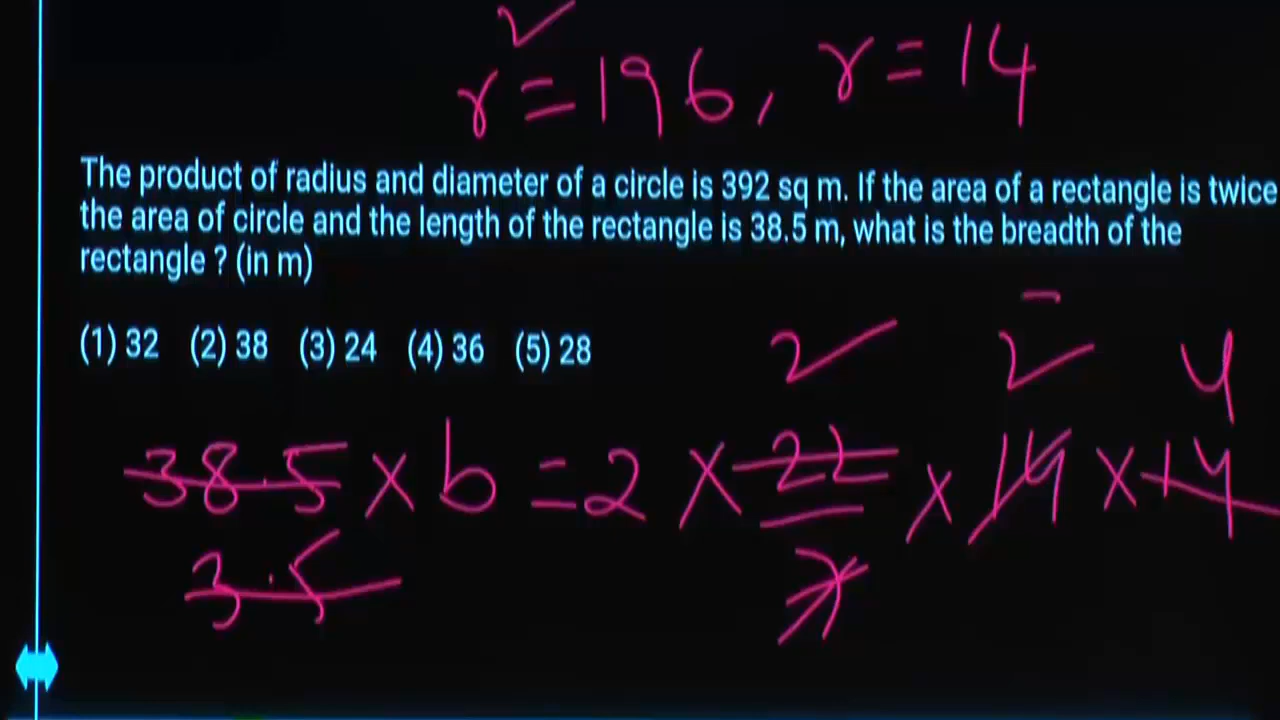 r² = 196, r = 14
The product of radius and diameter of a circle is 392 sq m. If the area of a rectangle is twice
the area of circle and the length of the rectangle is 38.5 m, what is the breadth of the
rectangle ? (in m)
(1) 32 (2) 38 (3) 24 (4) 36 (5) 28
2 2 4
38.5 × b = 2 × 22 × 14 × 14
3.5 7